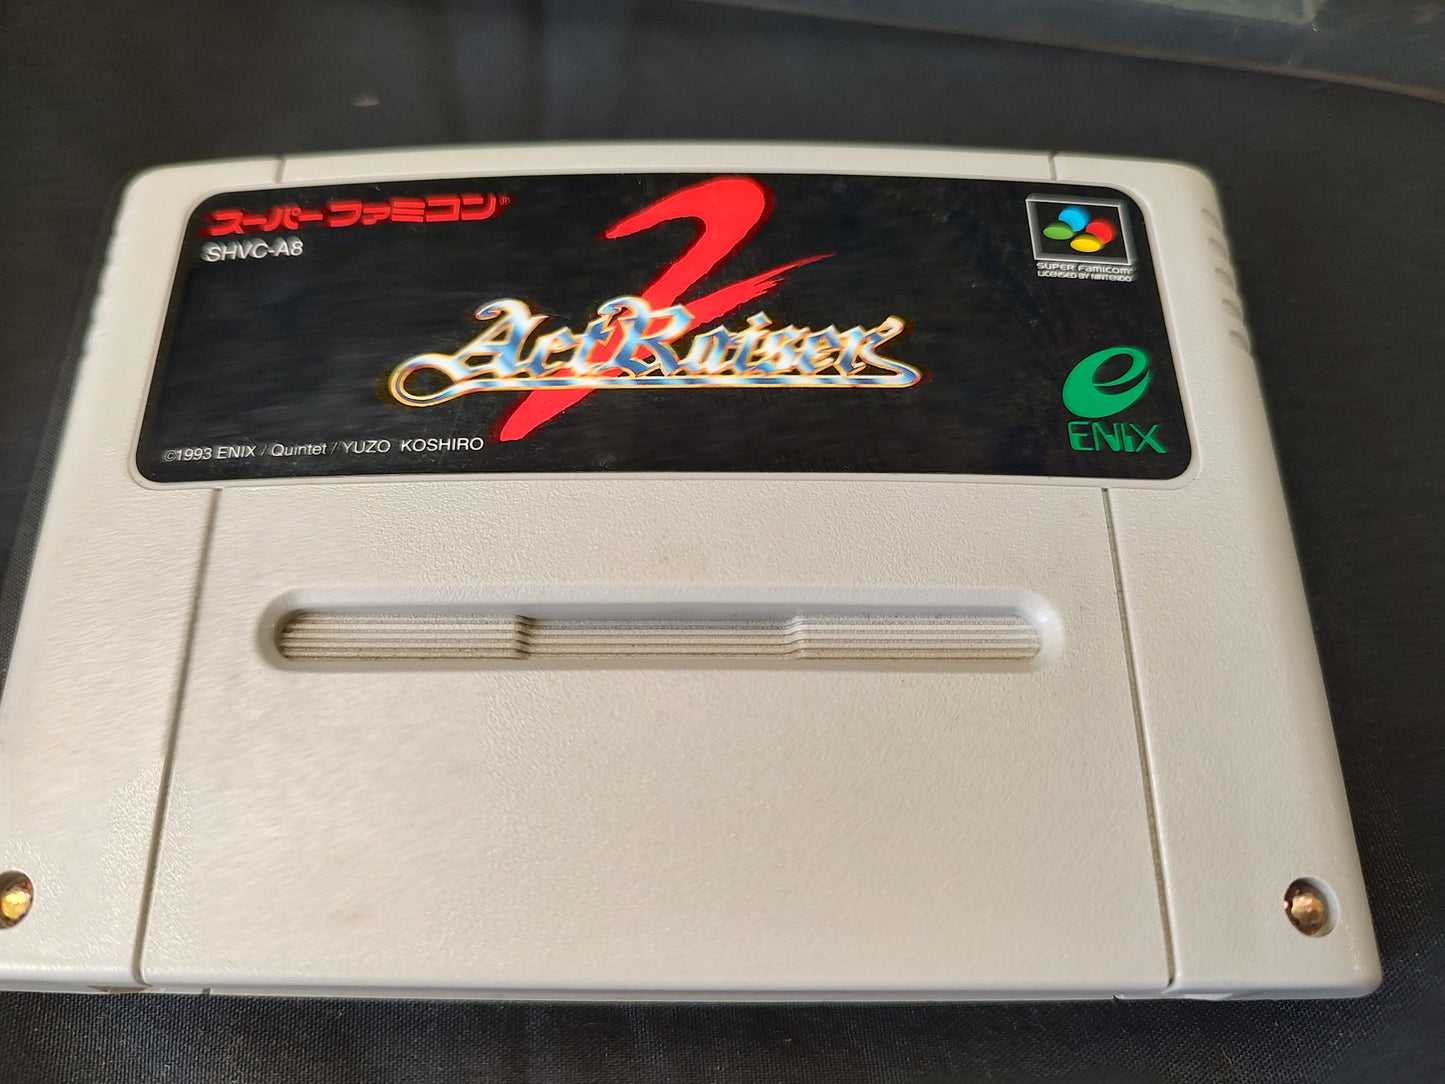 スーパーファミコン®
SHVC-A8
2
ActRaiser
SUPER FAMICOM
LICENSED BY NINTENDO
e
ENIX
©1993 ENIX / Quintet / YUZO KOSHIRO